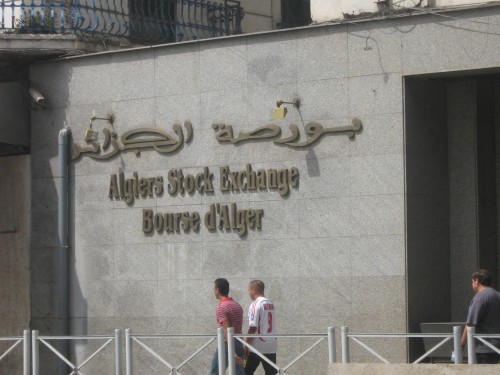 بورصة الجزائر
Algiers Stock Exchange
Bourse d'Alger